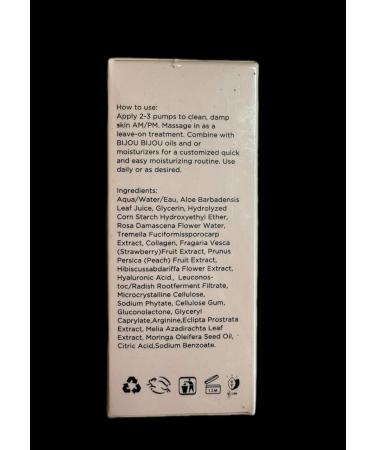 How to use:
Apply 2-3 pumps to clean, damp
skin AM/PM. Massage in as a
leave-on treatment. Combine with
BIJOU BIJOU oils and or
moisturizers for a customized quick
and easy moisturizing routine. Use
daily or as desired.
Ingredients:
Aqua/Water/Eau, Aloe Barbadensis
Leaf Juice, Glycerin, Hydrolyzed
Corn Starch Hydroxyethyl Ether,
Rosa Damascena Flower Water,
Tremella Fuciformissporocarp
Extract, Collagen, Fragaria Vesca
(Strawberry)Fruit Extract, Prunus
Persica (Peach) Fruit Extract,
Hibiscussabdariffa Flower Extract,
Hyaluronic Acid, Leuconos-
toc/Radish Rootferment Filtrate,
Microcrystalline Cellulose,
Sodium Phytate, Cellulose Gum,
Gluconolactone, Glyceryl
Caprylate,Arginine,Eclipta Prostrata
Extract, Melia Azadirachta Leaf
Extract, Moringa Oleifera Seed Oil,
Citric Acid,Sodium Benzoate.
12M